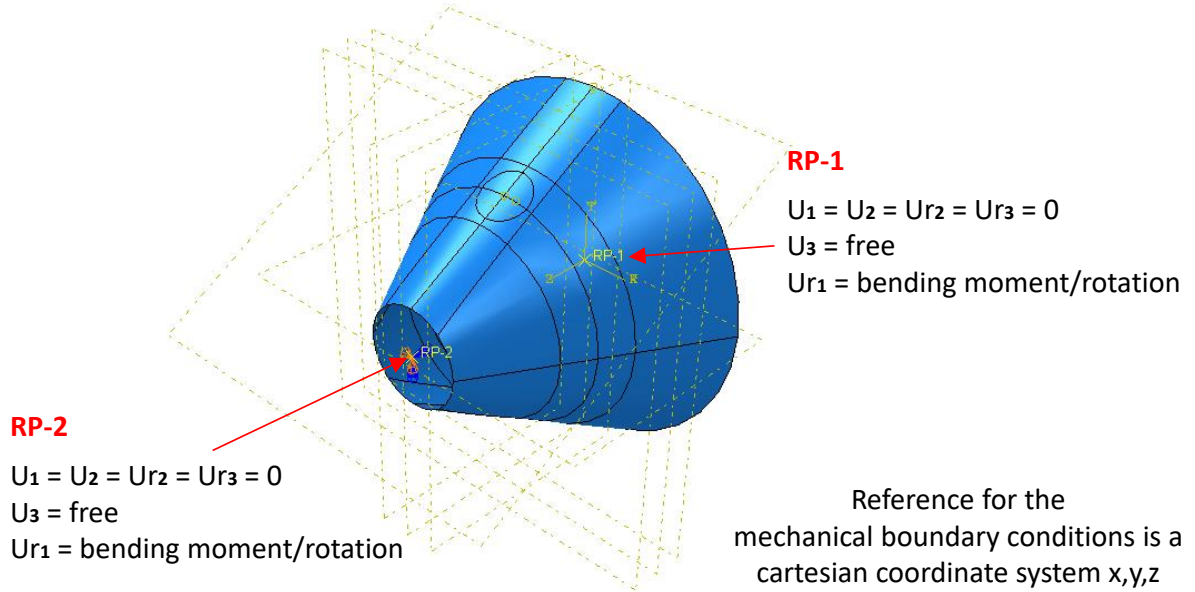 RP-1
U1 = U2 = Ur2 = Ur3 = 0
U3 = free
Ur1 = bending moment/rotation
RP-1
RP-2
RP-2
U1 = U2 = Ur2 = Ur3 = 0
U3 = free
Ur1 = bending moment/rotation
Reference for the
mechanical boundary conditions is a
cartesian coordinate system x,y,z